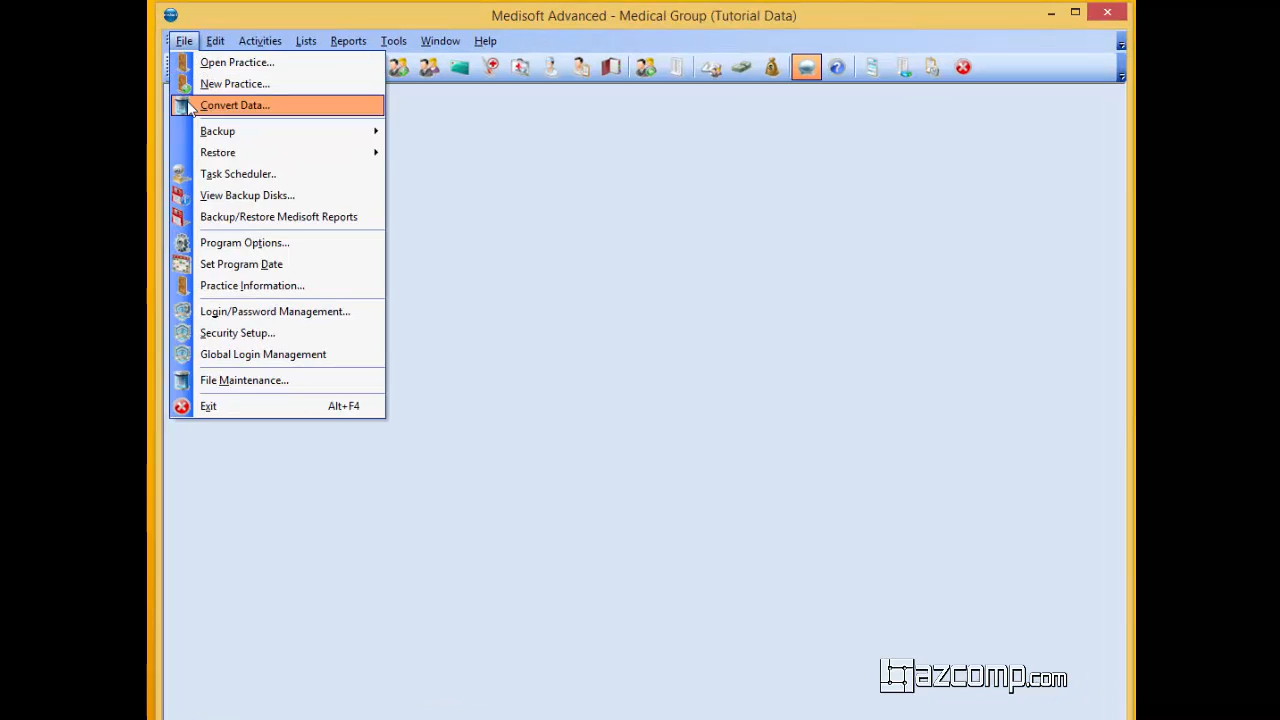 Medisoft Advanced - Medical Group (Tutorial Data)
File Edit Activities Lists Reports Tools Window Help
Open Practice...
New Practice...
Convert Data...
Backup
Restore
Task Scheduler..
View Backup Disks...
Backup/Restore Medisoft Reports
Program Options...
Set Program Date
Practice Information...
Login/Password Management...
Security Setup...
Global Login Management
File Maintenance...
Exit Alt+F4
azcomp.com